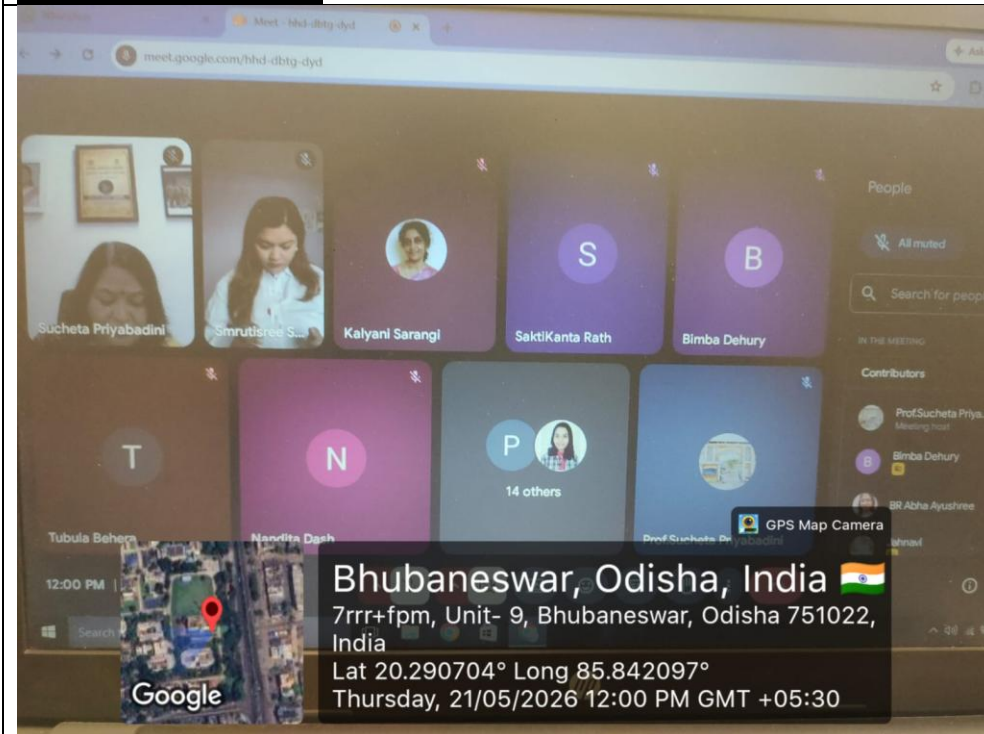 Meet - hhd-dbtg-dyd
meet.google.com/hhd-dbtg-dyd
People
All muted
Search for peop
IN THE MEETING
Contributors
Sucheta Priyabadini
Smrutisree S...
Kalyani Sarangi
S
SaktiKanta Rath
B
Bimba Dehury
Prof.Sucheta Priya...
Meeting host
B
Bimba Dehury
BR Abha Ayushree
Jahnavi
T
Tubula Behera
N
Nandita Dash
P
14 others
Prof.Sucheta Priyabadini
GPS Map Camera
12:00 PM
Search
Google
Bhubaneswar, Odisha, India
7rrr+fpm, Unit- 9, Bhubaneswar, Odisha 751022,
India
Lat 20.290704° Long 85.842097°
Thursday, 21/05/2026 12:00 PM GMT +05:30